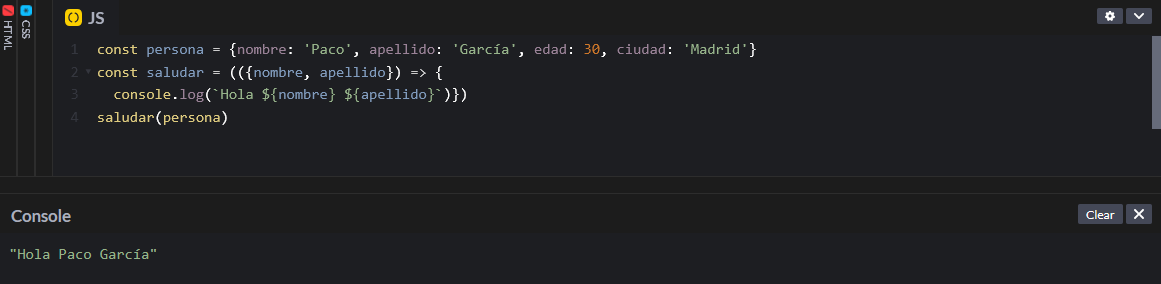 HTML
CSS
JS
1 const persona = {nombre: 'Paco', apellido: 'García', edad: 30, ciudad: 'Madrid'}
2 const saludar = (({nombre, apellido}) => {
3 console.log(`Hola ${nombre} ${apellido}`)})
4 saludar(persona)
Console
Clear
"Hola Paco García"